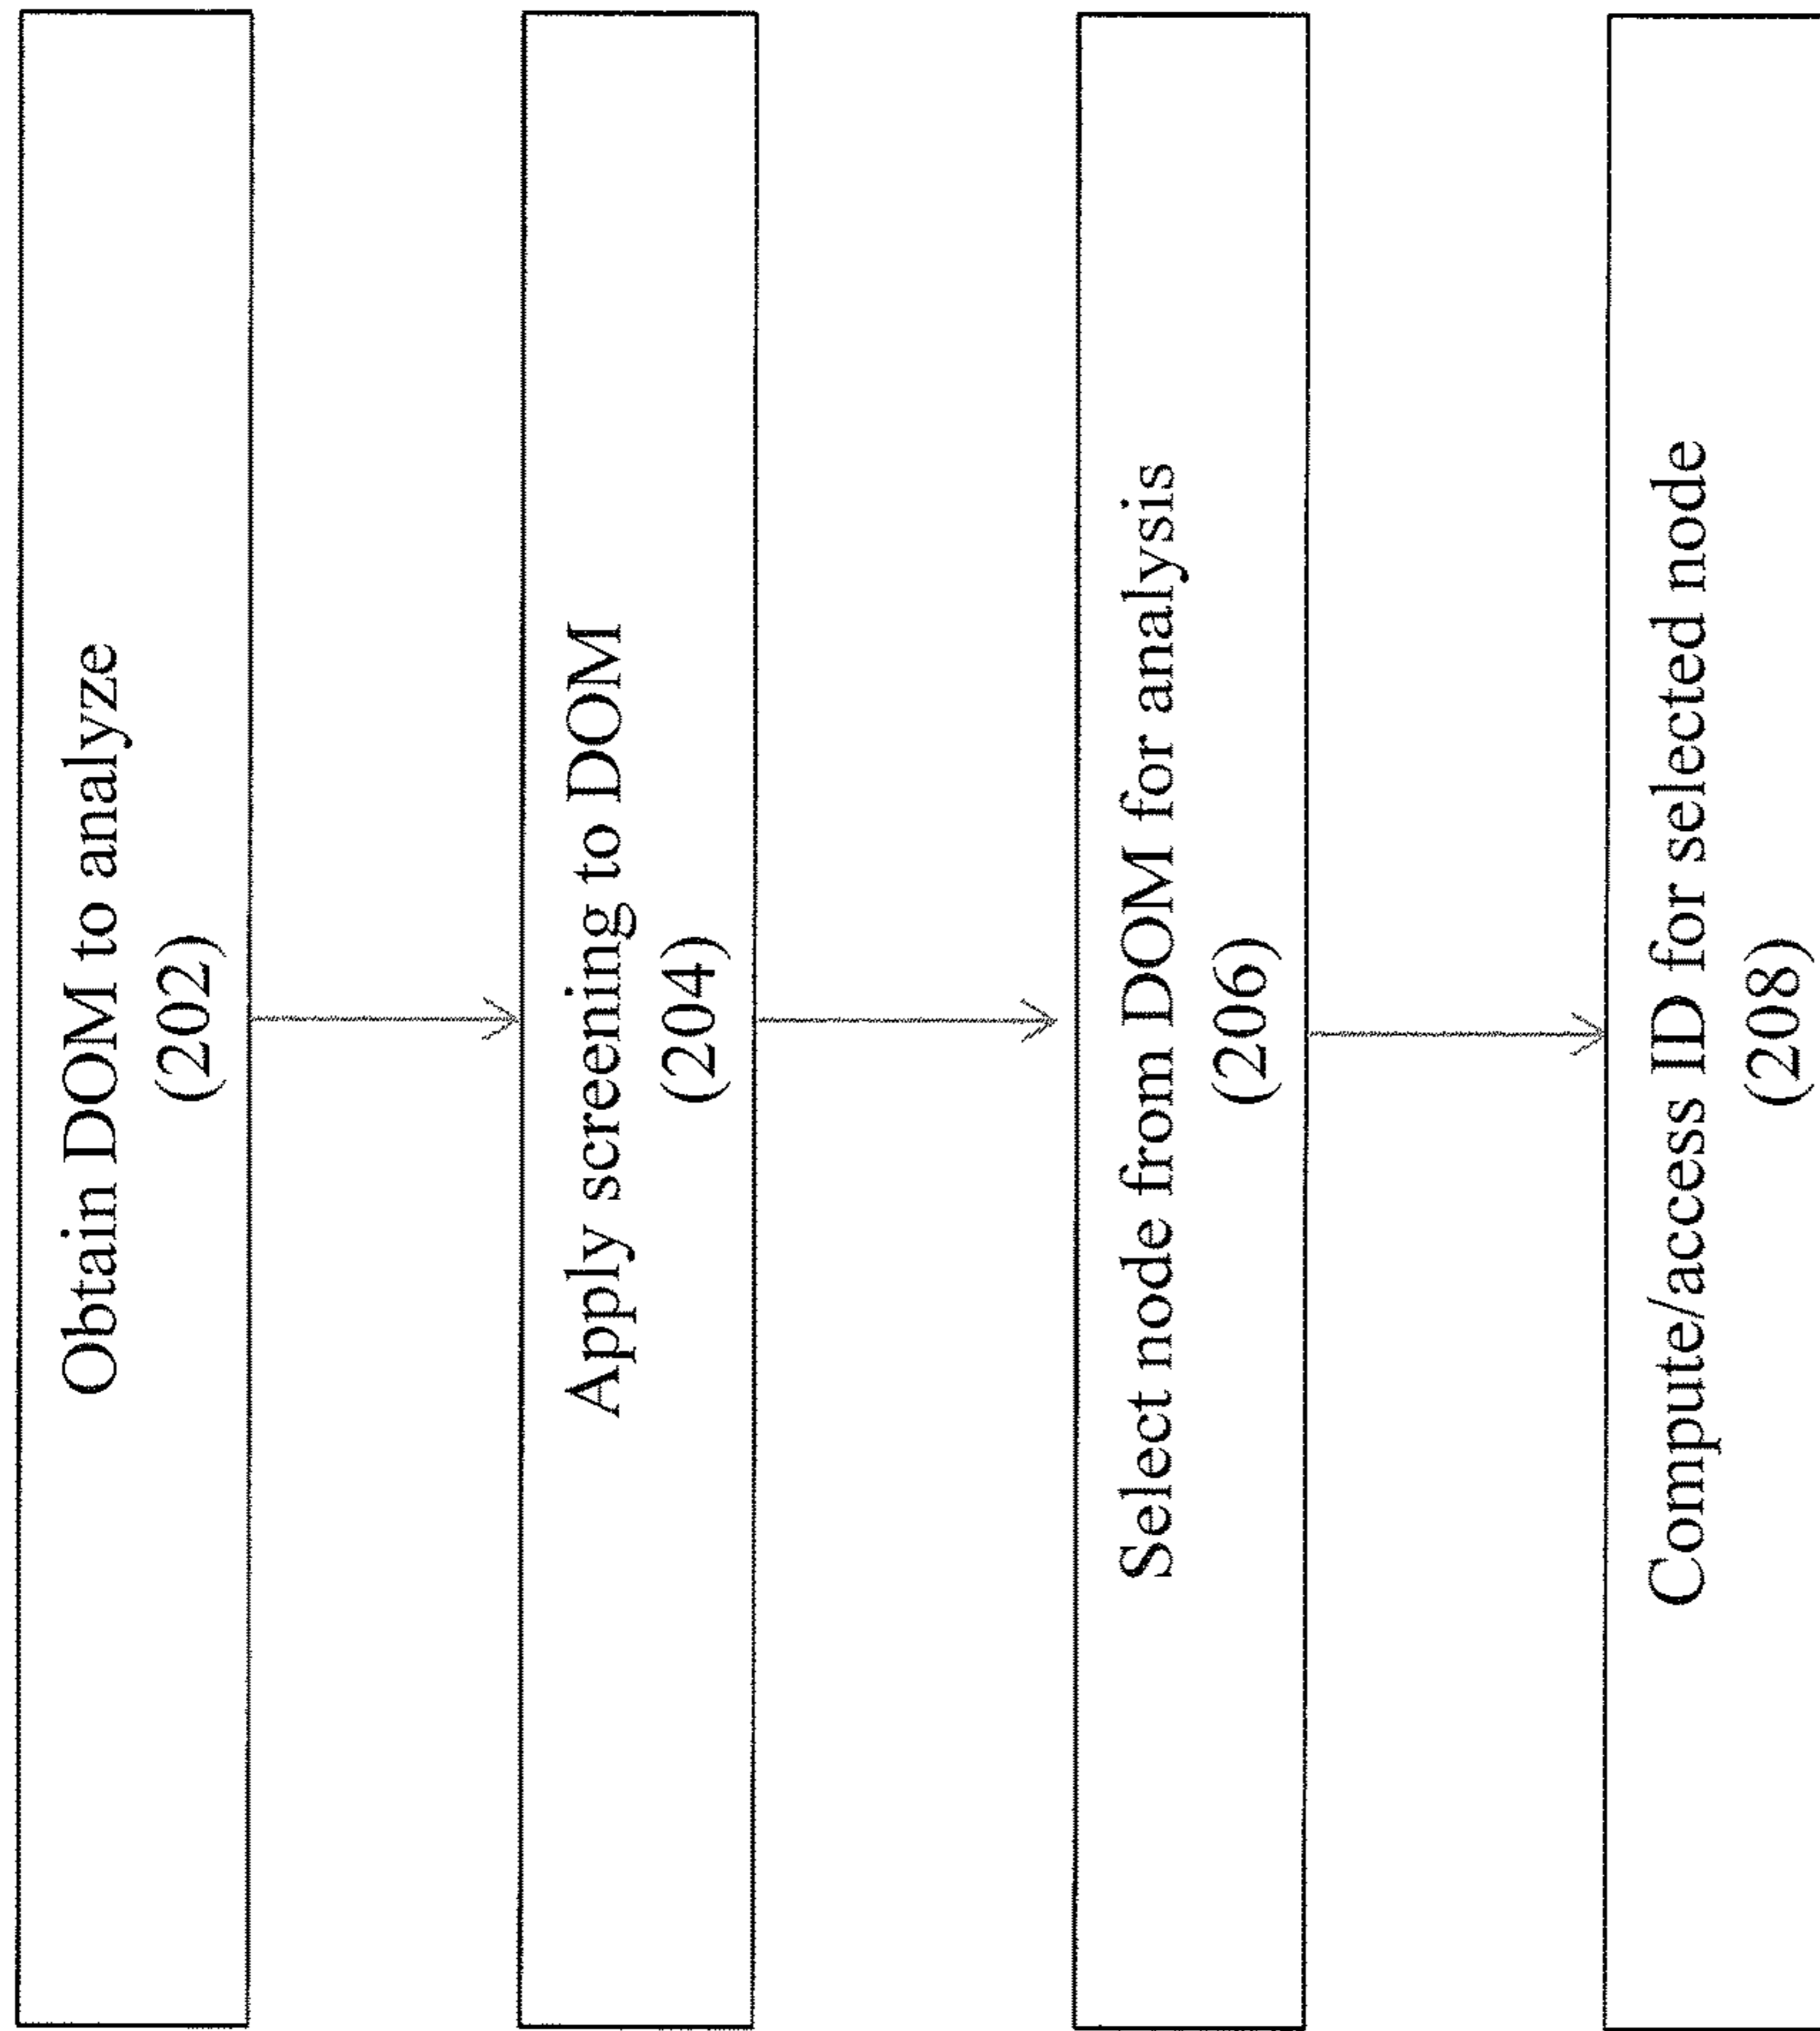 Obtain DOM to analyze
(202)
Apply screening to DOM
(204)
Select node from DOM for analysis
(206)
Compute/access ID for selected node
(208)